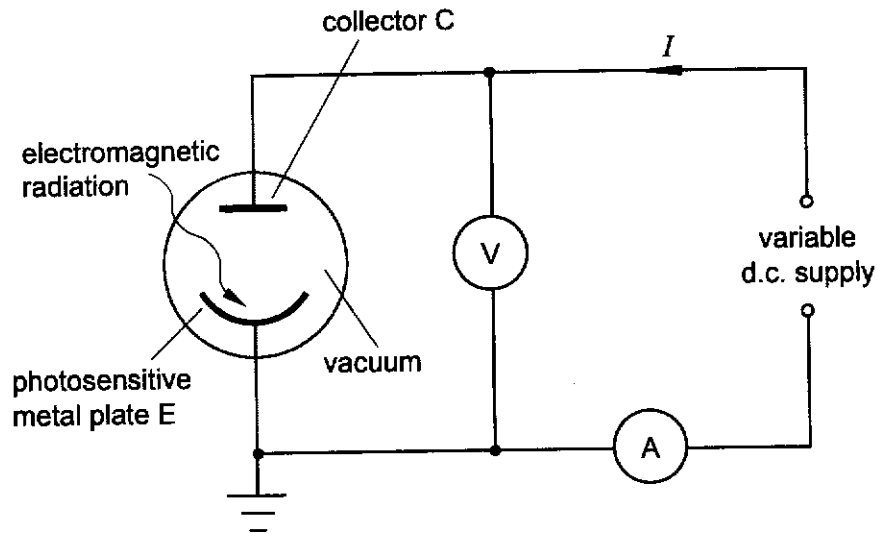 collector C
I
electromagnetic
radiation
V
variable
d.c. supply
vacuum
photosensitive
metal plate E
A